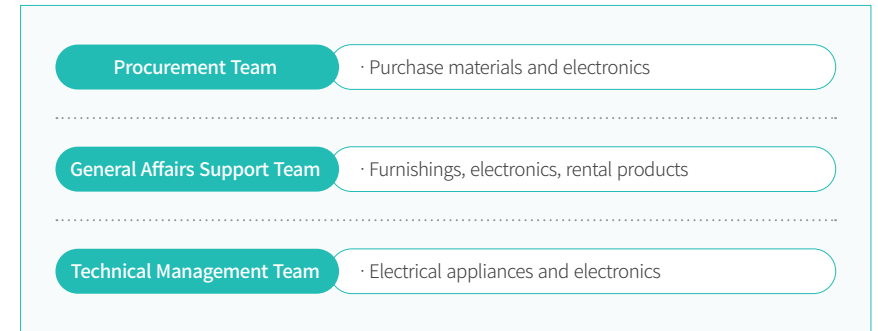 Procurement Team
· Purchase materials and electronics
General Affairs Support Team
· Furnishings, electronics, rental products
Technical Management Team
· Electrical appliances and electronics